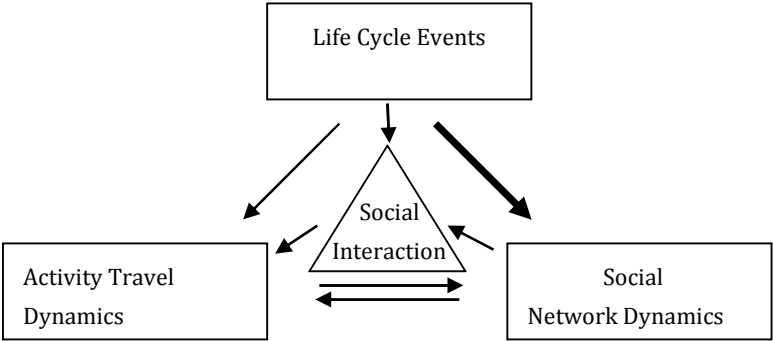 Life Cycle Events
Social
Interaction
Activity Travel
Dynamics
Social
Network Dynamics